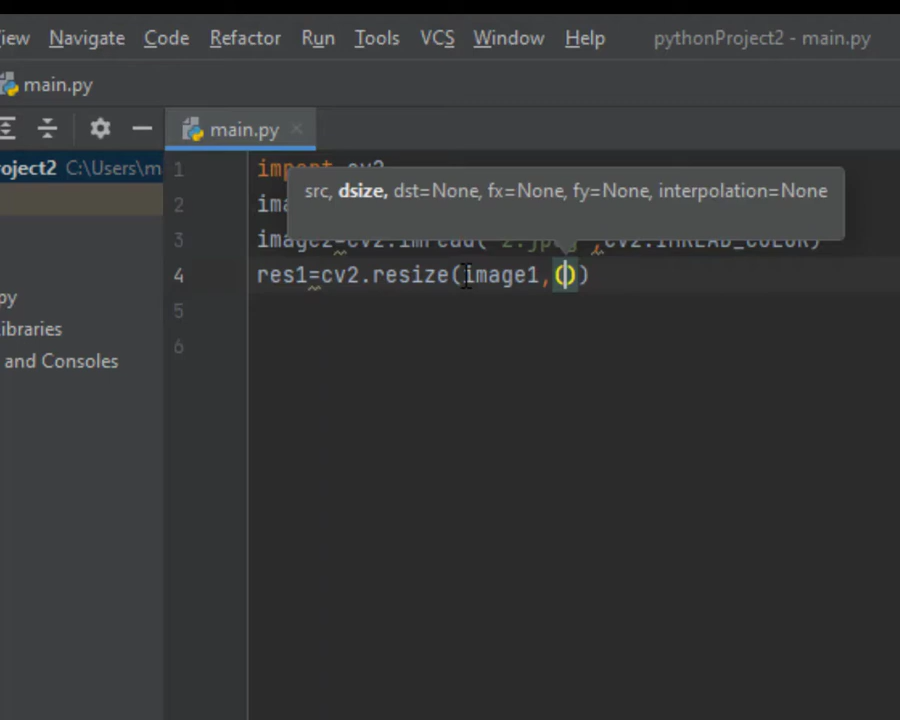 iew Navigate Code Refactor Run Tools VCS Window Help pythonProject2 - main.py
main.py
main.py
roject2 C:\Users\m
py
ibraries
and Consoles
1 import cv2
src, dsize, dst=None, fx=None, fy=None, interpolation=None
2 ima
3 image2=cv2.imread("2.jpeg",cv2.IMREAD_COLOR)
4 res1=cv2.resize(image1,())
5
6